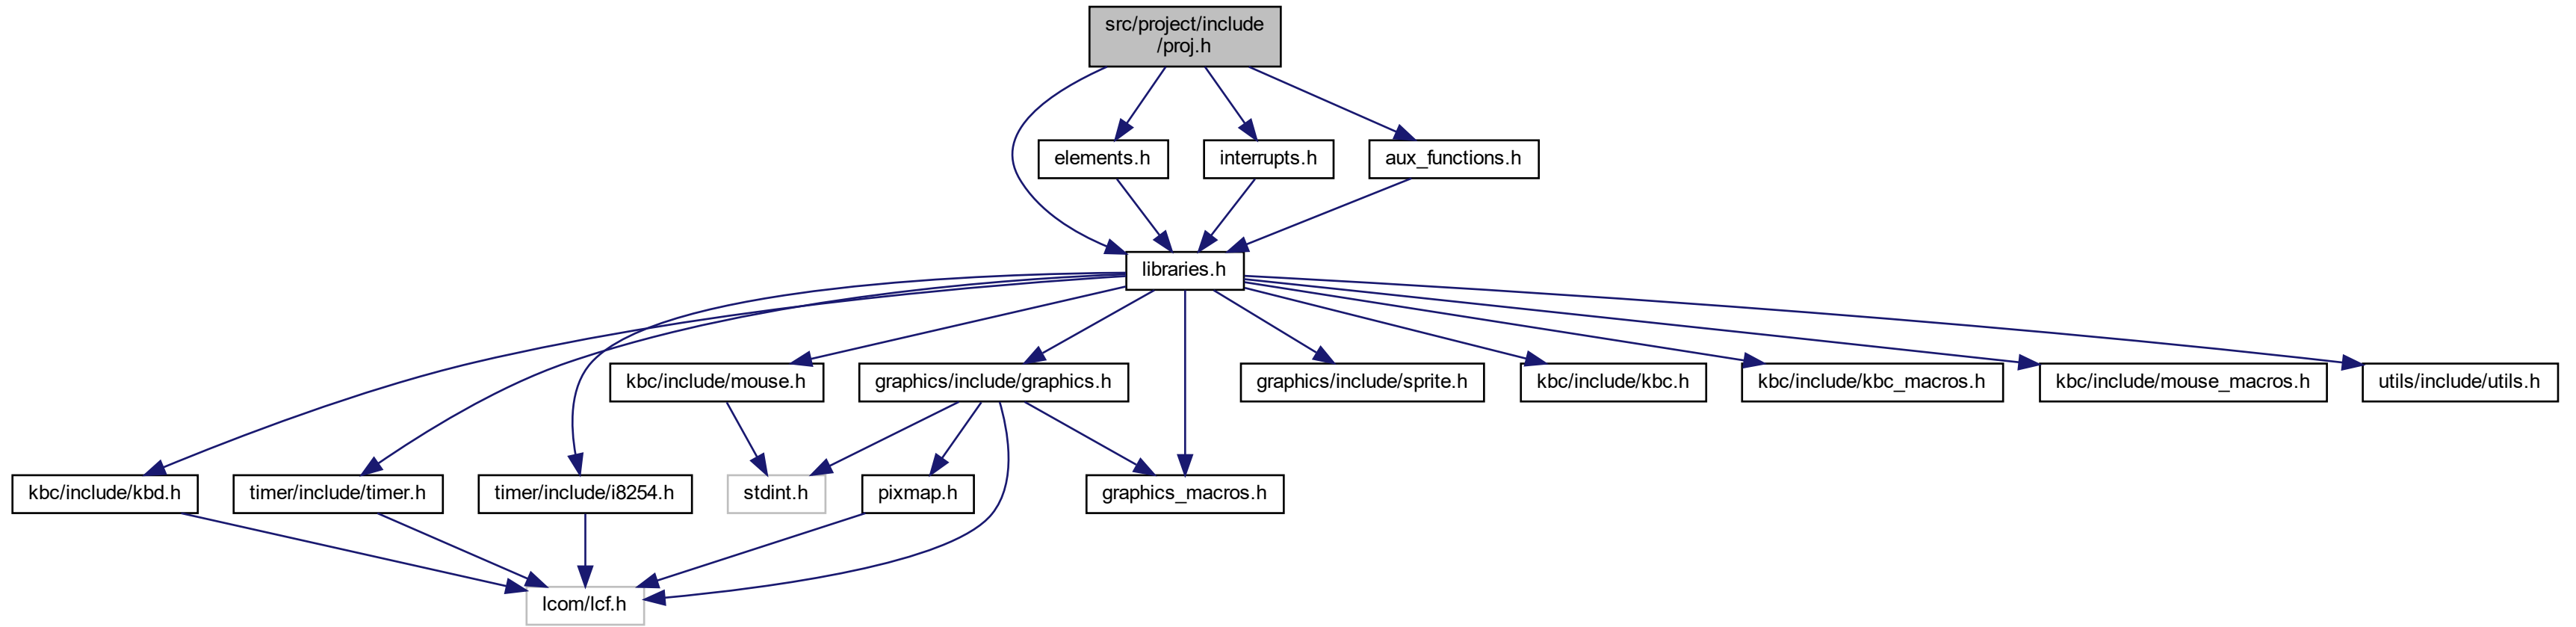 src/project/include
/proj.h
elements.h
interrupts.h
aux_functions.h
libraries.h
kbc/include/mouse.h
graphics/include/graphics.h
graphics/include/sprite.h
kbc/include/kbc.h
kbc/include/kbc_macros.h
kbc/include/mouse_macros.h
utils/include/utils.h
kbc/include/kbd.h
timer/include/timer.h
timer/include/i8254.h
stdint.h
pixmap.h
graphics_macros.h
lcom/lcf.h